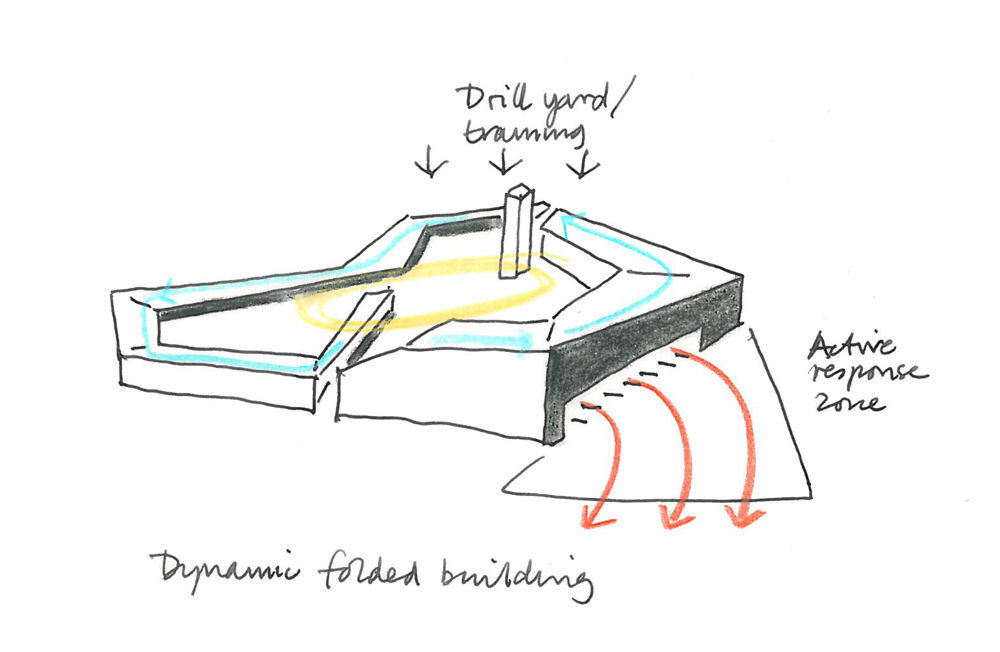 Drill yard/
training
Active
response
zone
Dynamic folded building